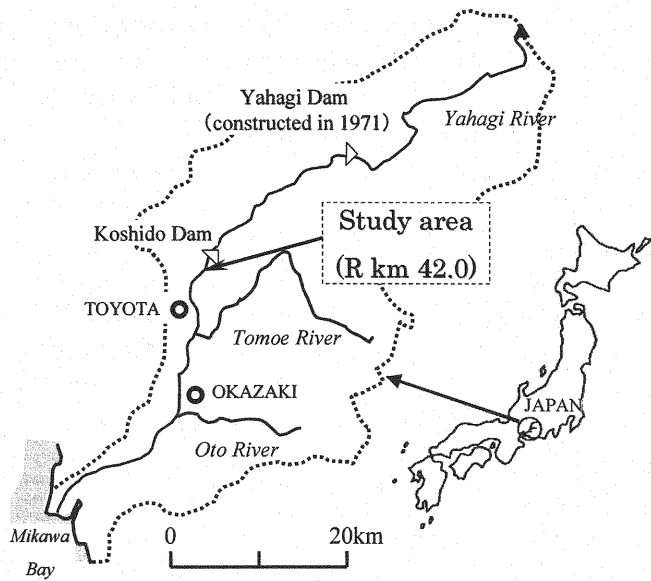 Yahagi Dam
(constructed in 1971)
Yahagi River
Study area
(R km 42.0)
Koshido Dam
TOYOTA
Tomoe River
OKAZAKI
JAPAN
Oto River
Mikawa
Bay
0
20km